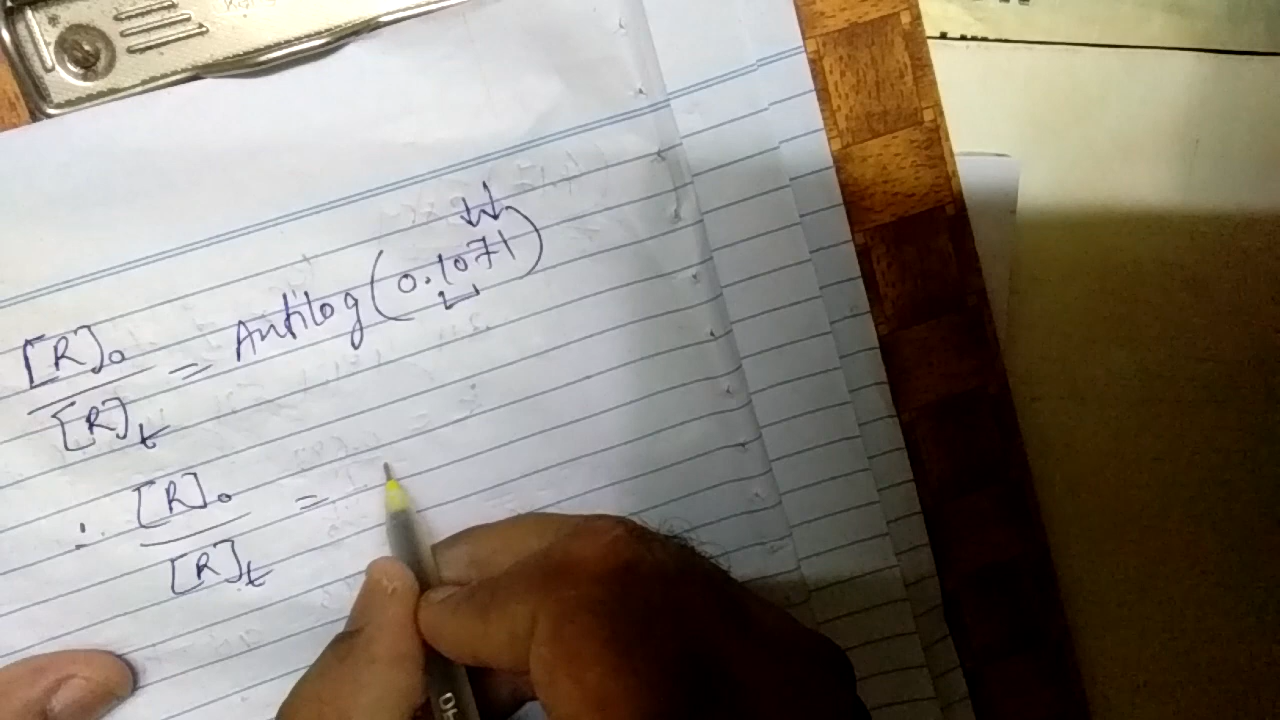 [R]₀ / [R]t = Antilog (0.1071)
∴ [R]₀ / [R]t =